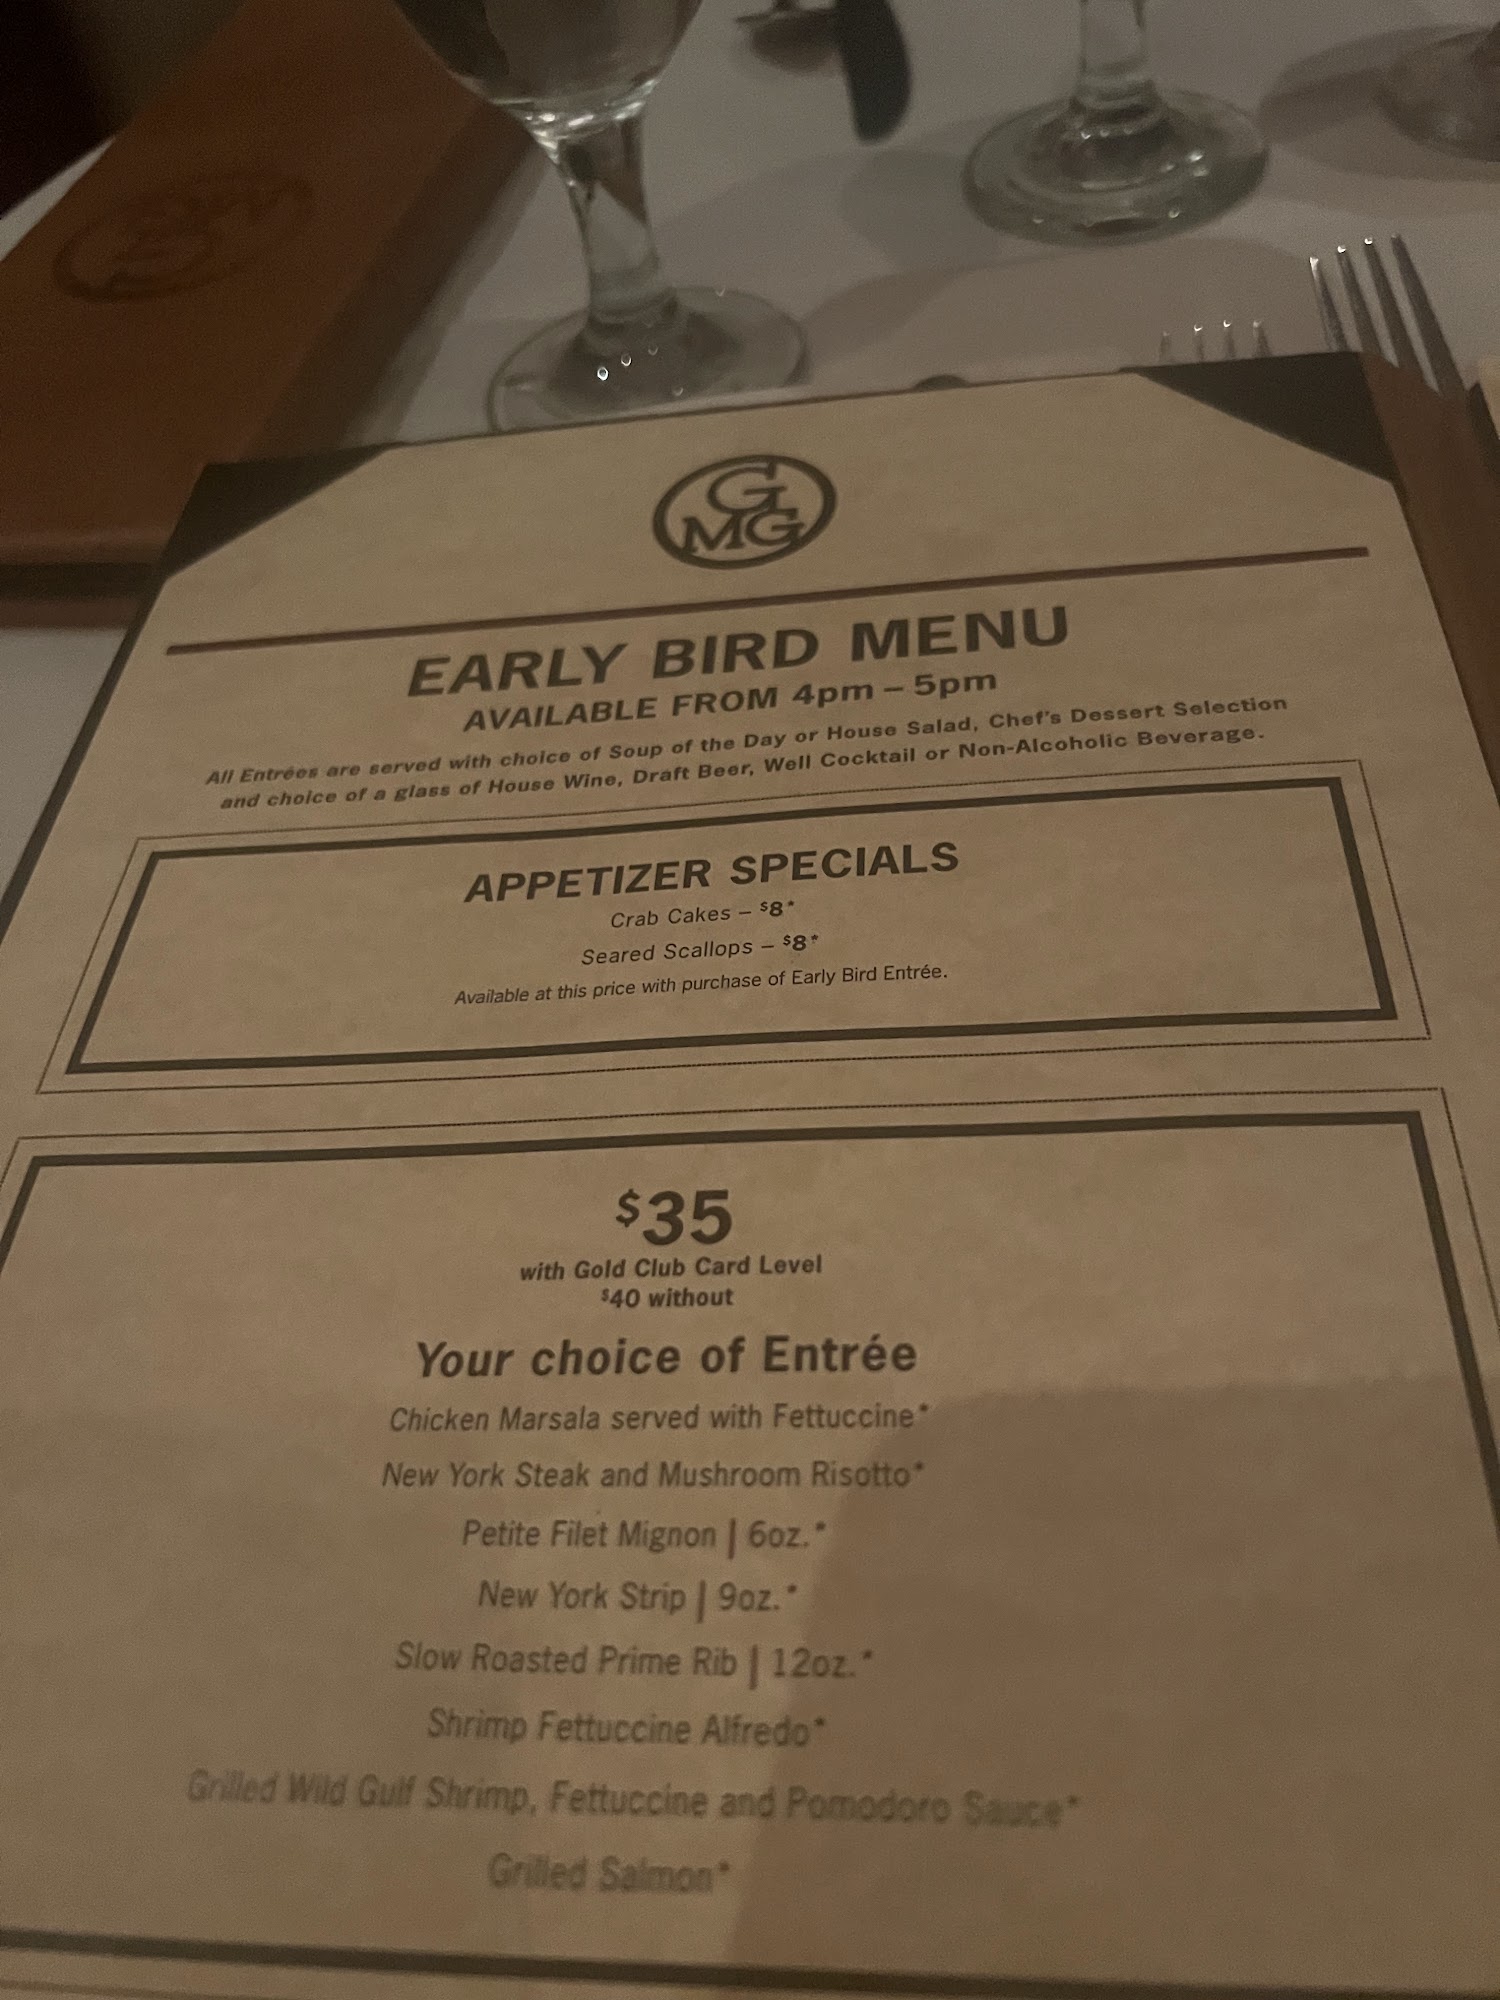 G
MG
EARLY BIRD MENU
AVAILABLE FROM 4pm – 5pm
All Entrées are served with choice of Soup of the Day or House Salad, Chef's Dessert Selection
and choice of a glass of House Wine, Draft Beer, Well Cocktail or Non-Alcoholic Beverage.
APPETIZER SPECIALS
Crab Cakes – $8*
Seared Scallops – $8*
Available at this price with purchase of Early Bird Entrée.
$35
with Gold Club Card Level
$40 without
Your choice of Entrée
Chicken Marsala served with Fettuccine*
New York Steak and Mushroom Risotto*
Petite Filet Mignon | 6oz.*
New York Strip | 9oz.*
Slow Roasted Prime Rib | 12oz.*
Shrimp Fettuccine Alfredo*
Grilled Wild Gulf Shrimp, Fettuccine and Pomodoro Sauce*
Grilled Salmon*